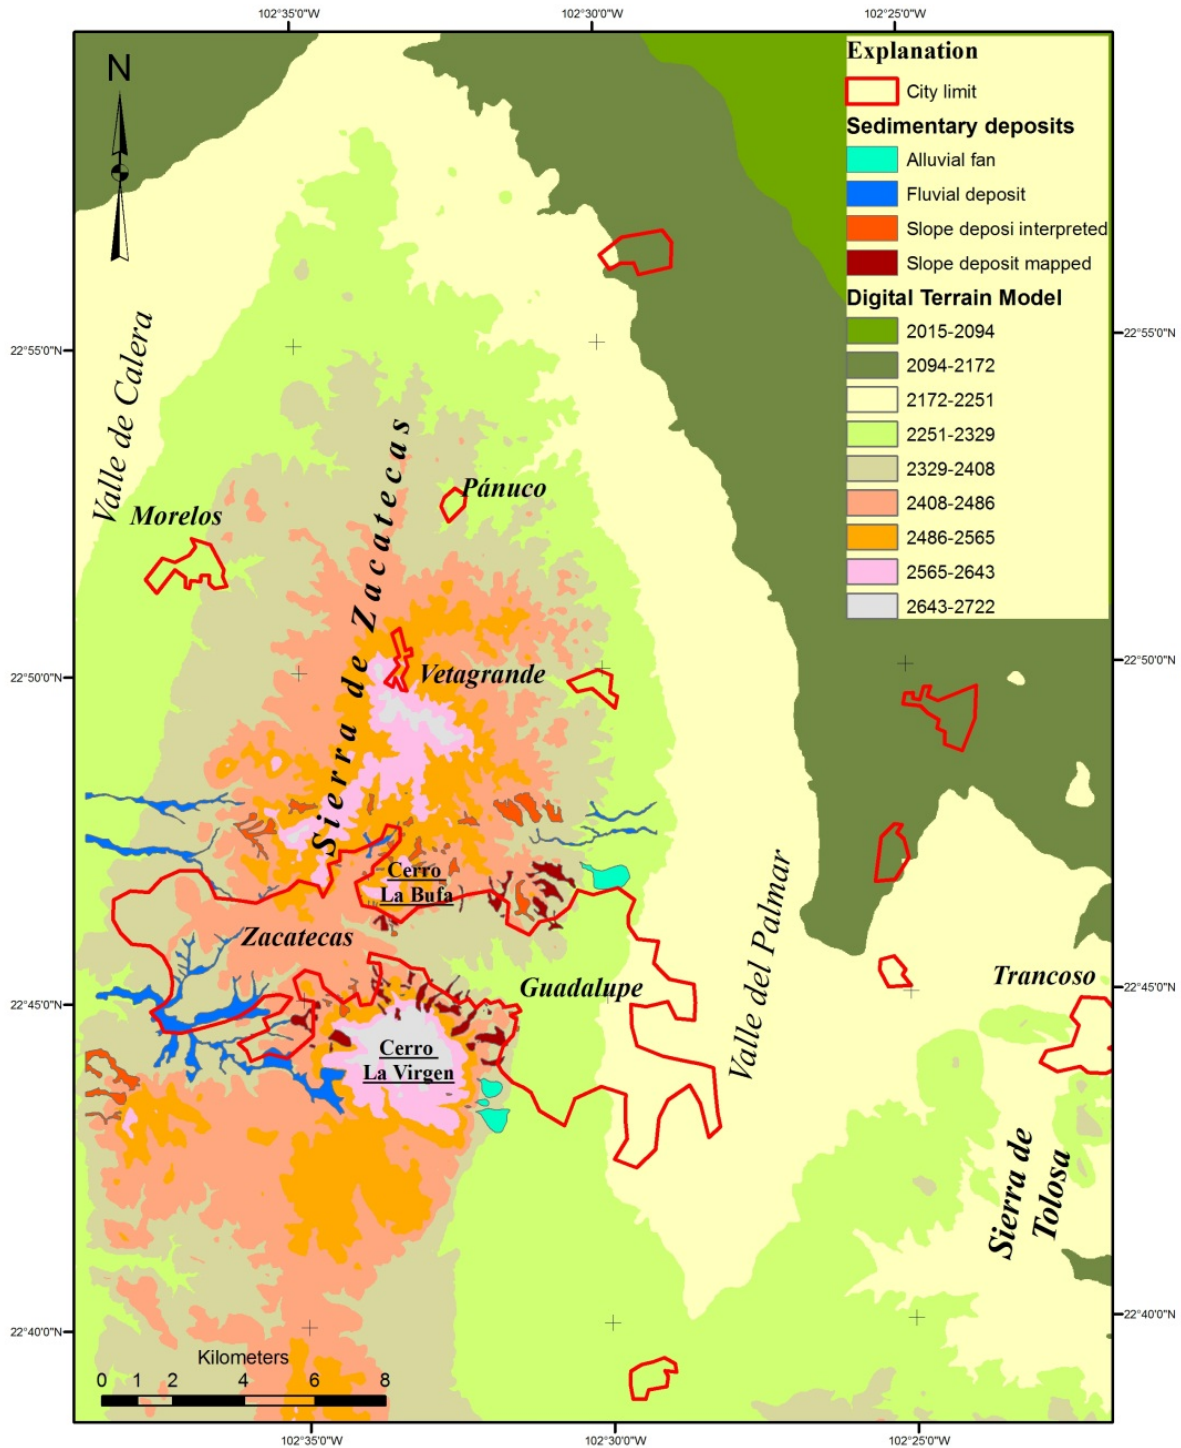 102°35'0"W 102°30'0"W 102°25'0"W
N
Explanation
City limit
Sedimentary deposits
Alluvial fan
Fluvial deposit
Slope deposi interpreted
Slope deposit mapped
Digital Terrain Model
2015-2094
2094-2172
2172-2251
2251-2329
2329-2408
2408-2486
2486-2565
2565-2643
2643-2722
22°55'0"N
22°55'0"N
Valle de Calera
Sierra de Zacatecas
Pánuco
Morelos
22°50'0"N
Vetagrande
22°50'0"N
Cerro
La Bufa
Zacatecas
Valle del Palmar
Guadalupe
Trancoso
22°45'0"N
22°45'0"N
Cerro
La Virgen
Sierra de
Tolosa
22°40'0"N
22°40'0"N
Kilometers
0 1 2 4 6 8
102°35'0"W 102°30'0"W 102°25'0"W